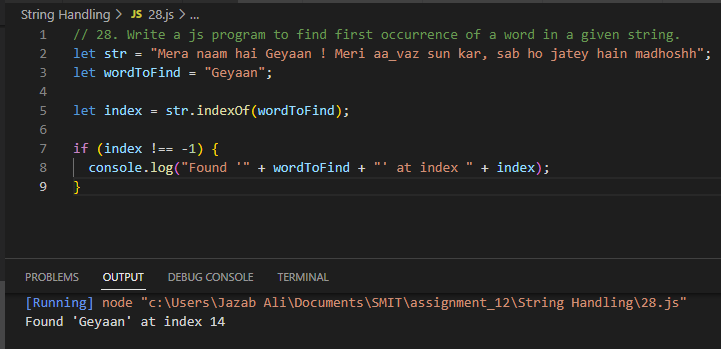 String Handling > JS 28.js > ...
1 // 28. Write a js program to find first occurrence of a word in a given string.
2 let str = "Mera naam hai Geyaan ! Meri aa_vaz sun kar, sab ho jatey hain madhoshh";
3 let wordToFind = "Geyaan";
4
5 let index = str.indexOf(wordToFind);
6
7 if (index !== -1) {
8   console.log("Found '" + wordToFind + "' at index " + index);
9 }
PROBLEMS OUTPUT DEBUG CONSOLE TERMINAL
[Running] node "c:\Users\Jazab Ali\Documents\SMIT\assignment_12\String Handling\28.js"
Found 'Geyaan' at index 14